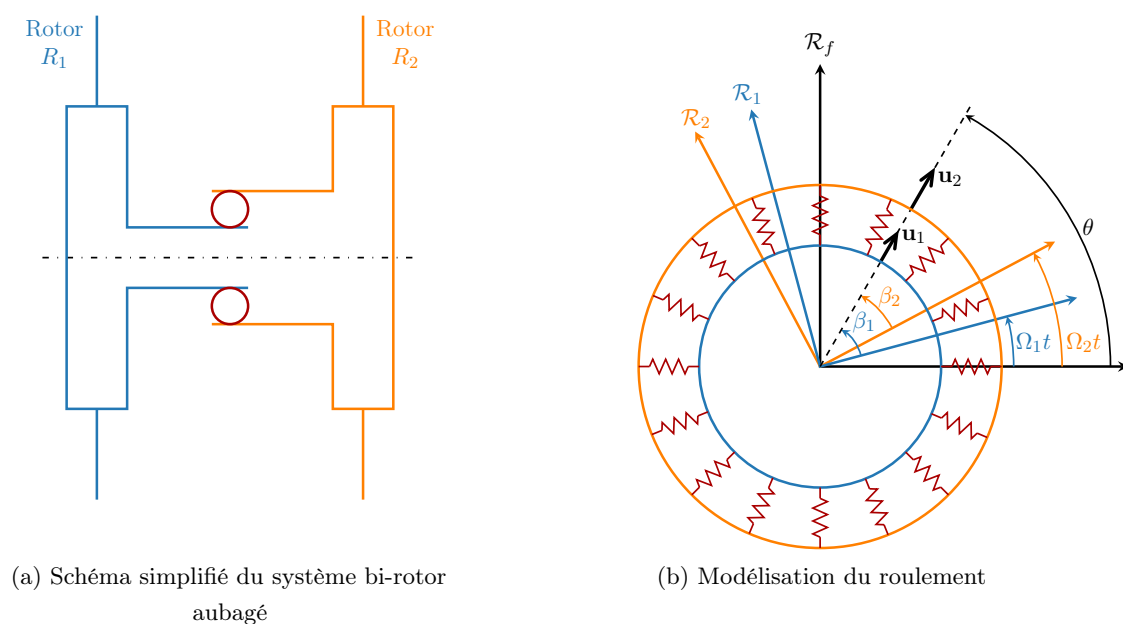 Rotor
R₁
Rotor
R₂
(a) Schéma simplifié du système bi-rotor
aubagé
𝓡_f
𝓡₁
𝓡₂
u₂
u₁
θ
β₂
β₁
Ω₁t
Ω₂t
(b) Modélisation du roulement